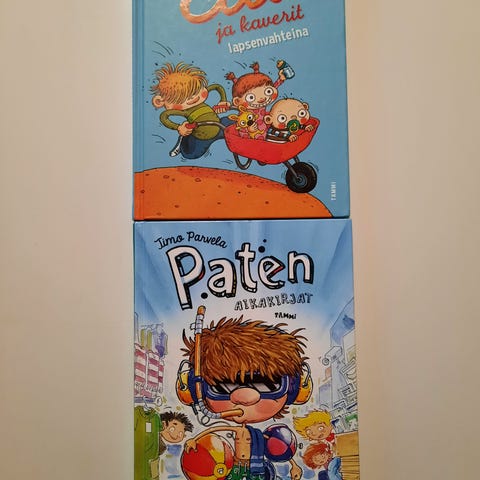 ja kaverit
lapsenvahteina
TAMMI
Timo Parvela
Paten
AIKAKIRJAT
TAMMI